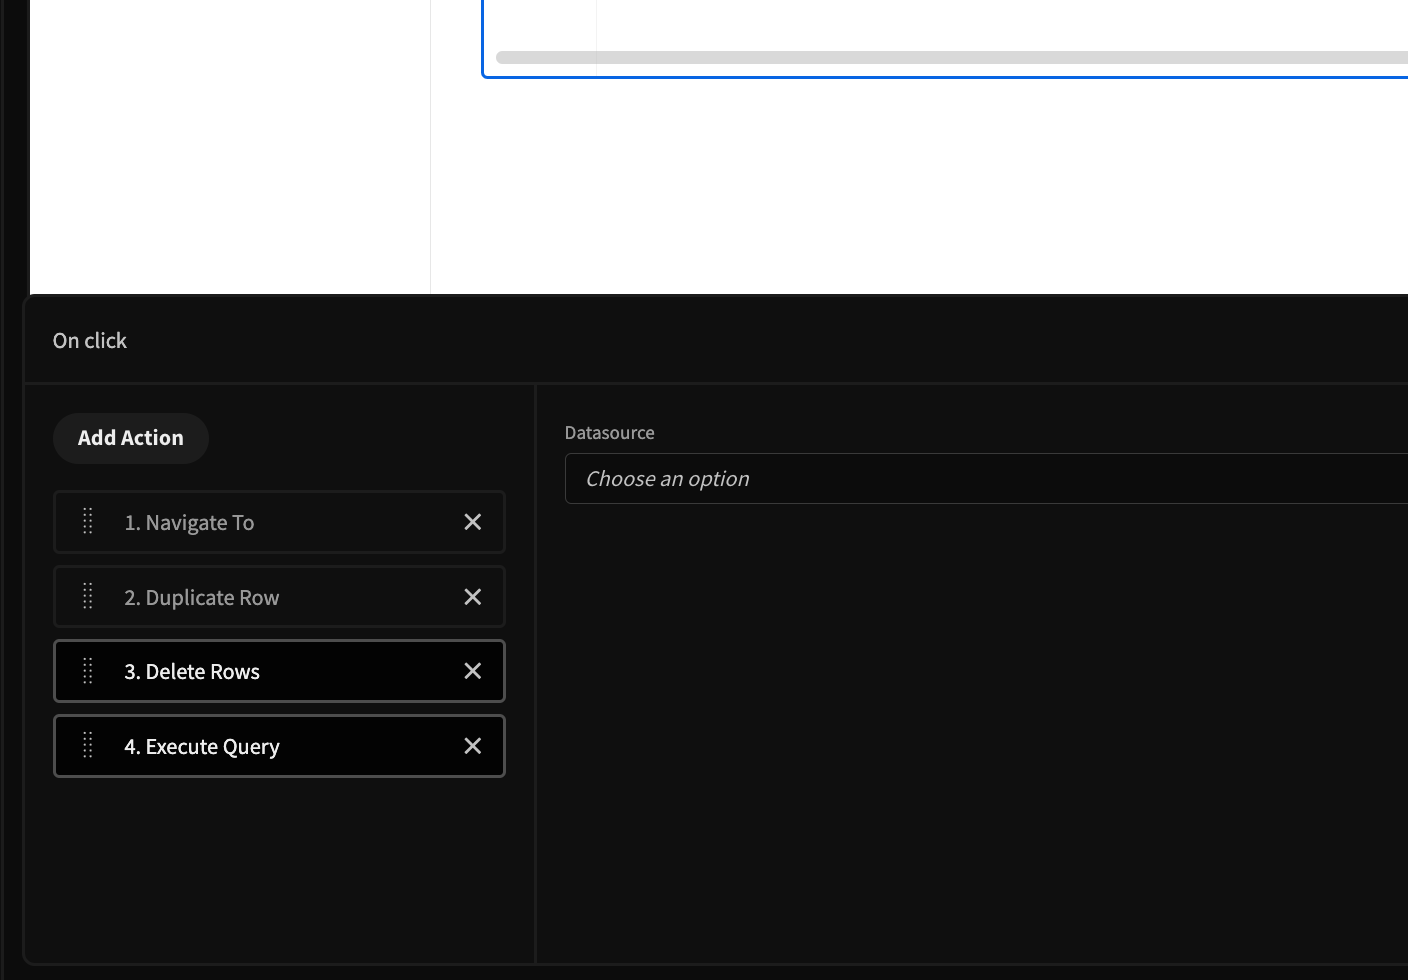 On click
Add Action
Datasource
Choose an option
1. Navigate To
2. Duplicate Row
3. Delete Rows
4. Execute Query